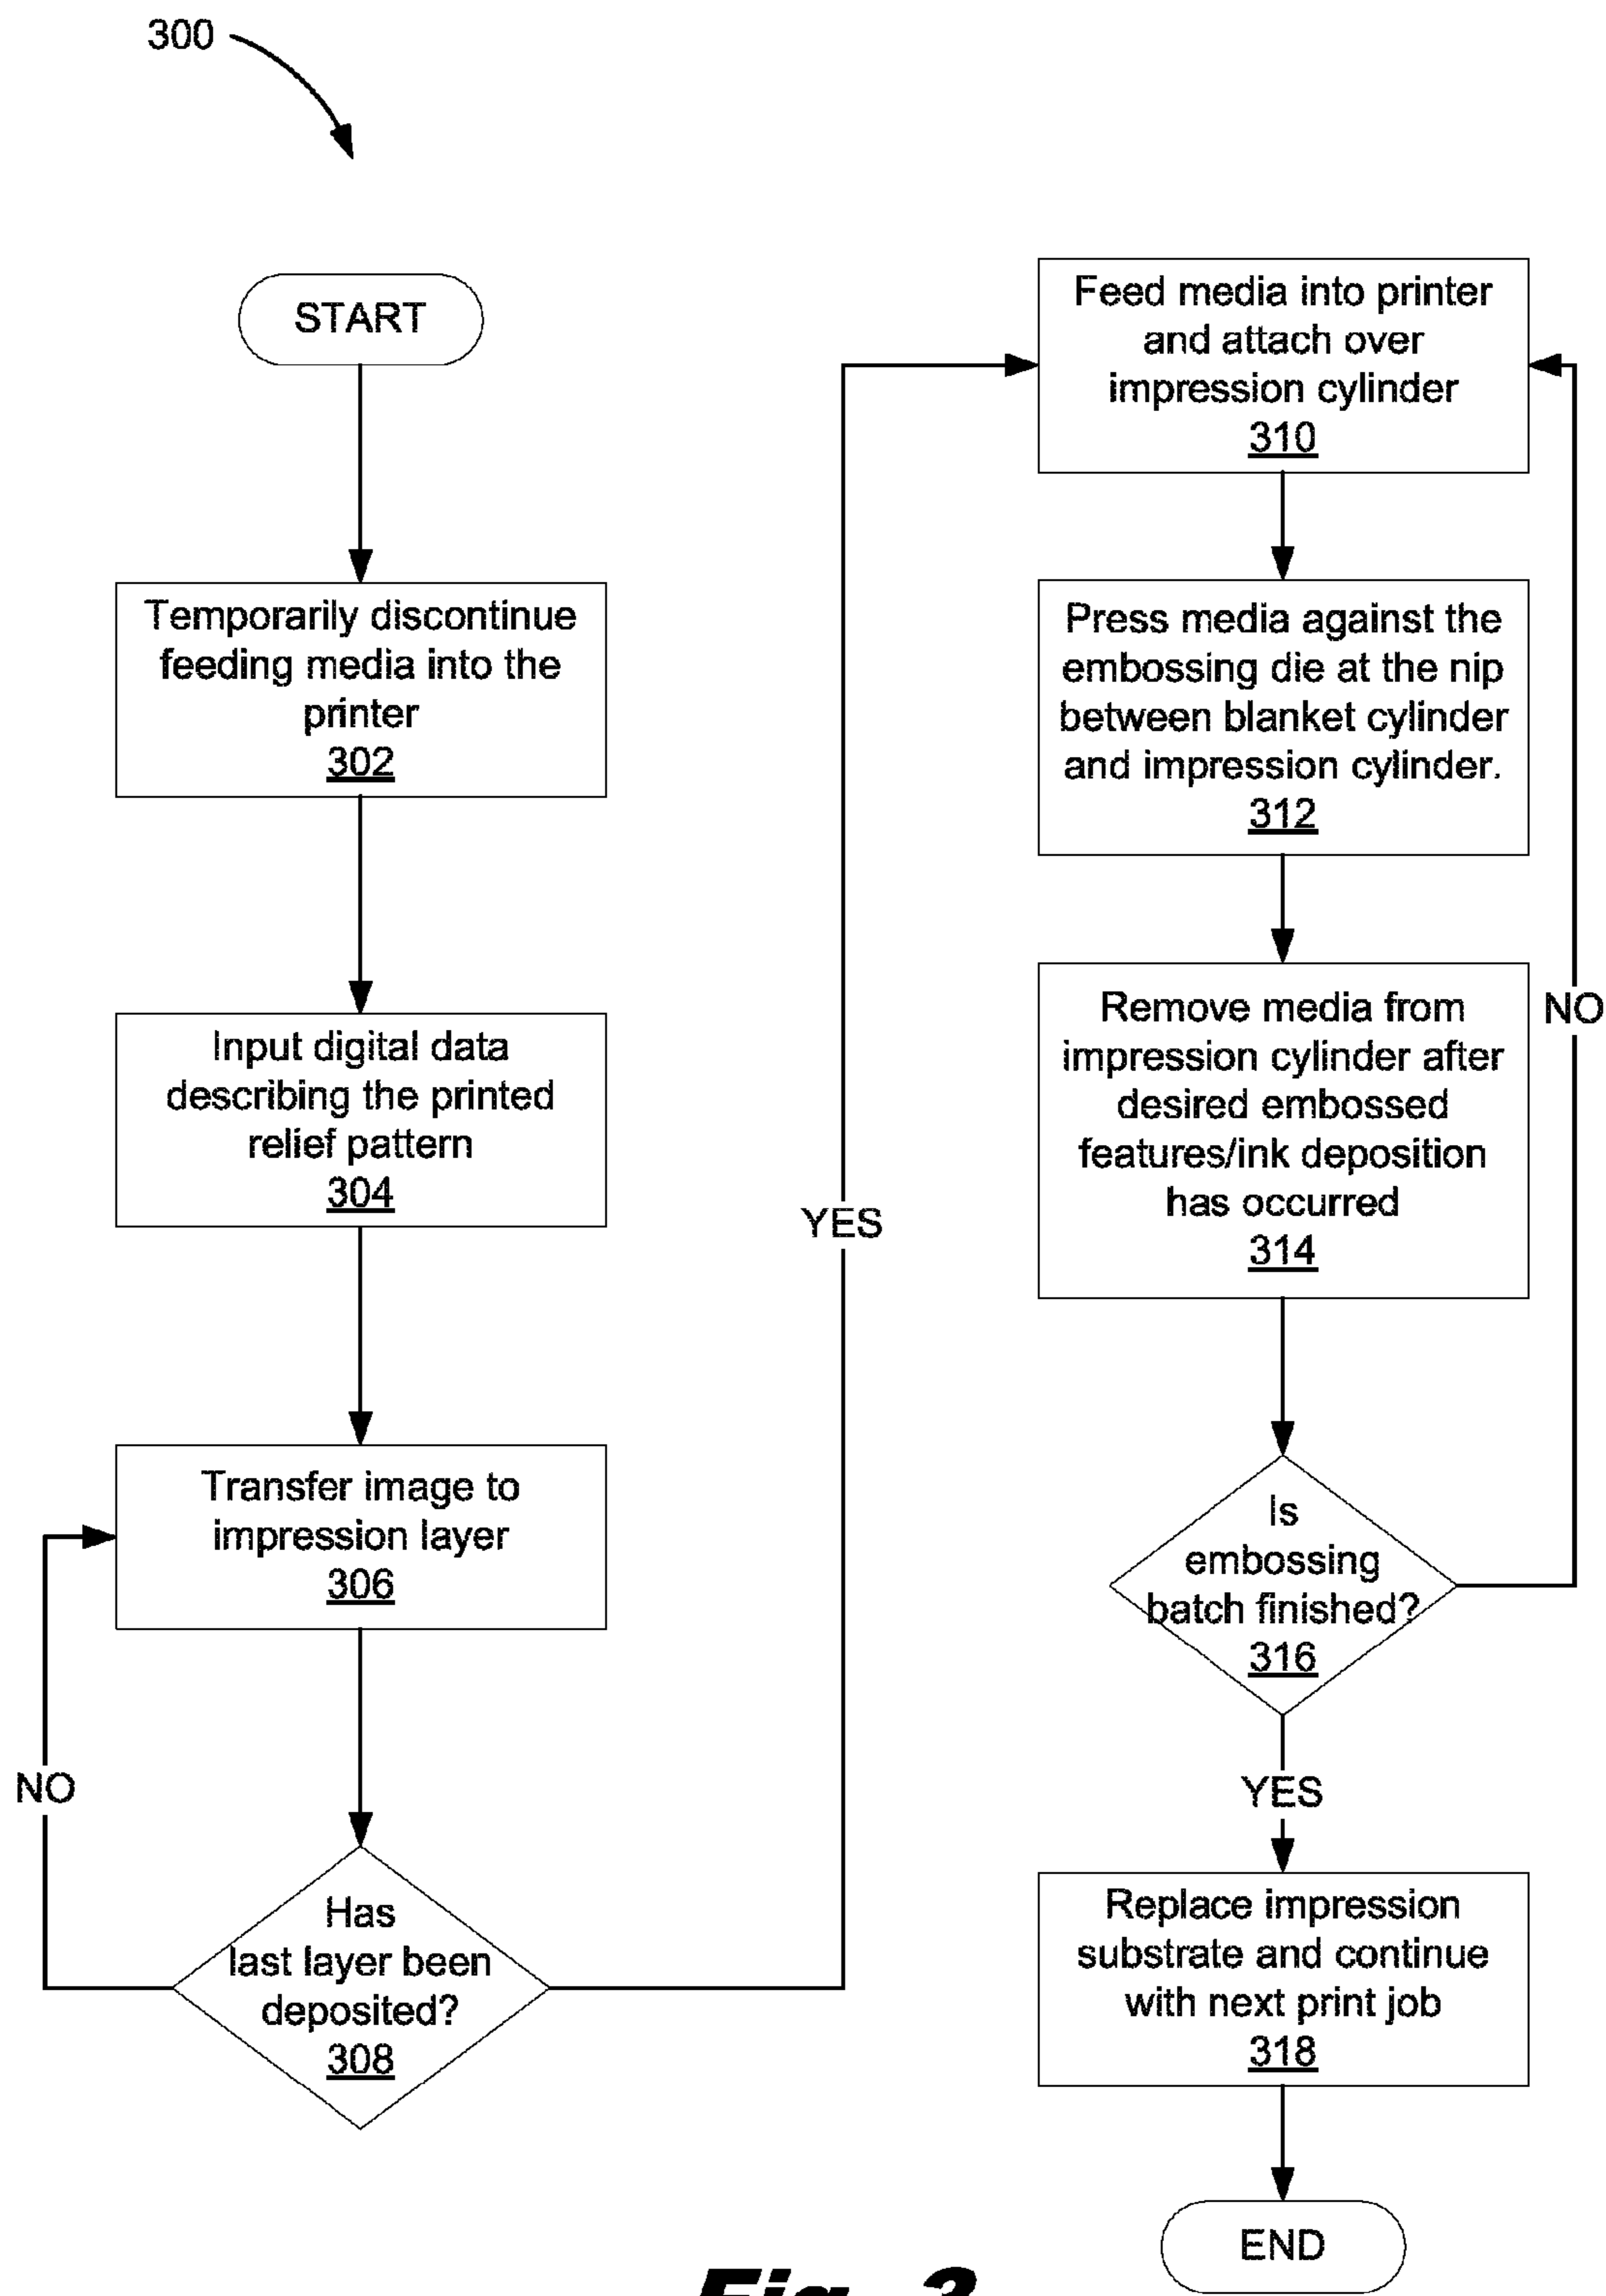 300
START
Temporarily discontinue
feeding media into the
printer
302
Input digital data
describing the printed
relief pattern
304
Transfer image to
impression layer
306
NO
Has
last layer been
deposited?
308
YES
Feed media into printer
and attach over
impression cylinder
310
Press media against the
embossing die at the nip
between blanket cylinder
and impression cylinder.
312
Remove media from
impression cylinder after
desired embossed
features/ink deposition
has occurred
314
NO
Is
embossing
batch finished?
316
YES
Replace impression
substrate and continue
with next print job
318
END
Fig. 3